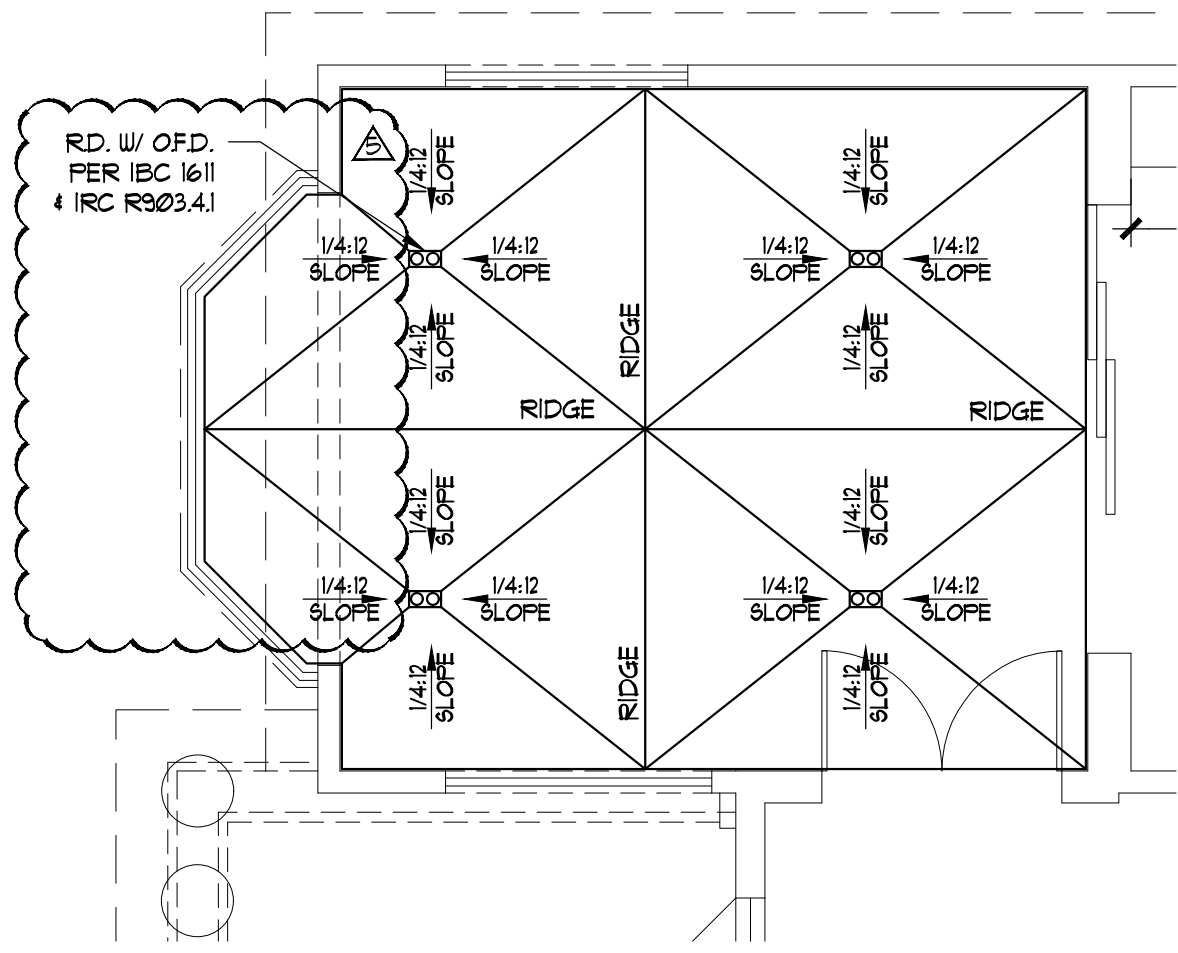 R.D. W/ O.F.D.
PER IBC 1611
& IRC R903.4.1
5
1/4:12
SLOPE
1/4:12
SLOPE
1/4:12
SLOPE
1/4:12
SLOPE
1/4:12
SLOPE
1/4:12
SLOPE
1/4:12
SLOPE
1/4:12
SLOPE
RIDGE
RIDGE
RIDGE
1/4:12
SLOPE
1/4:12
SLOPE
1/4:12
SLOPE
1/4:12
SLOPE
1/4:12
SLOPE
1/4:12
SLOPE
1/4:12
SLOPE
1/4:12
SLOPE
RIDGE